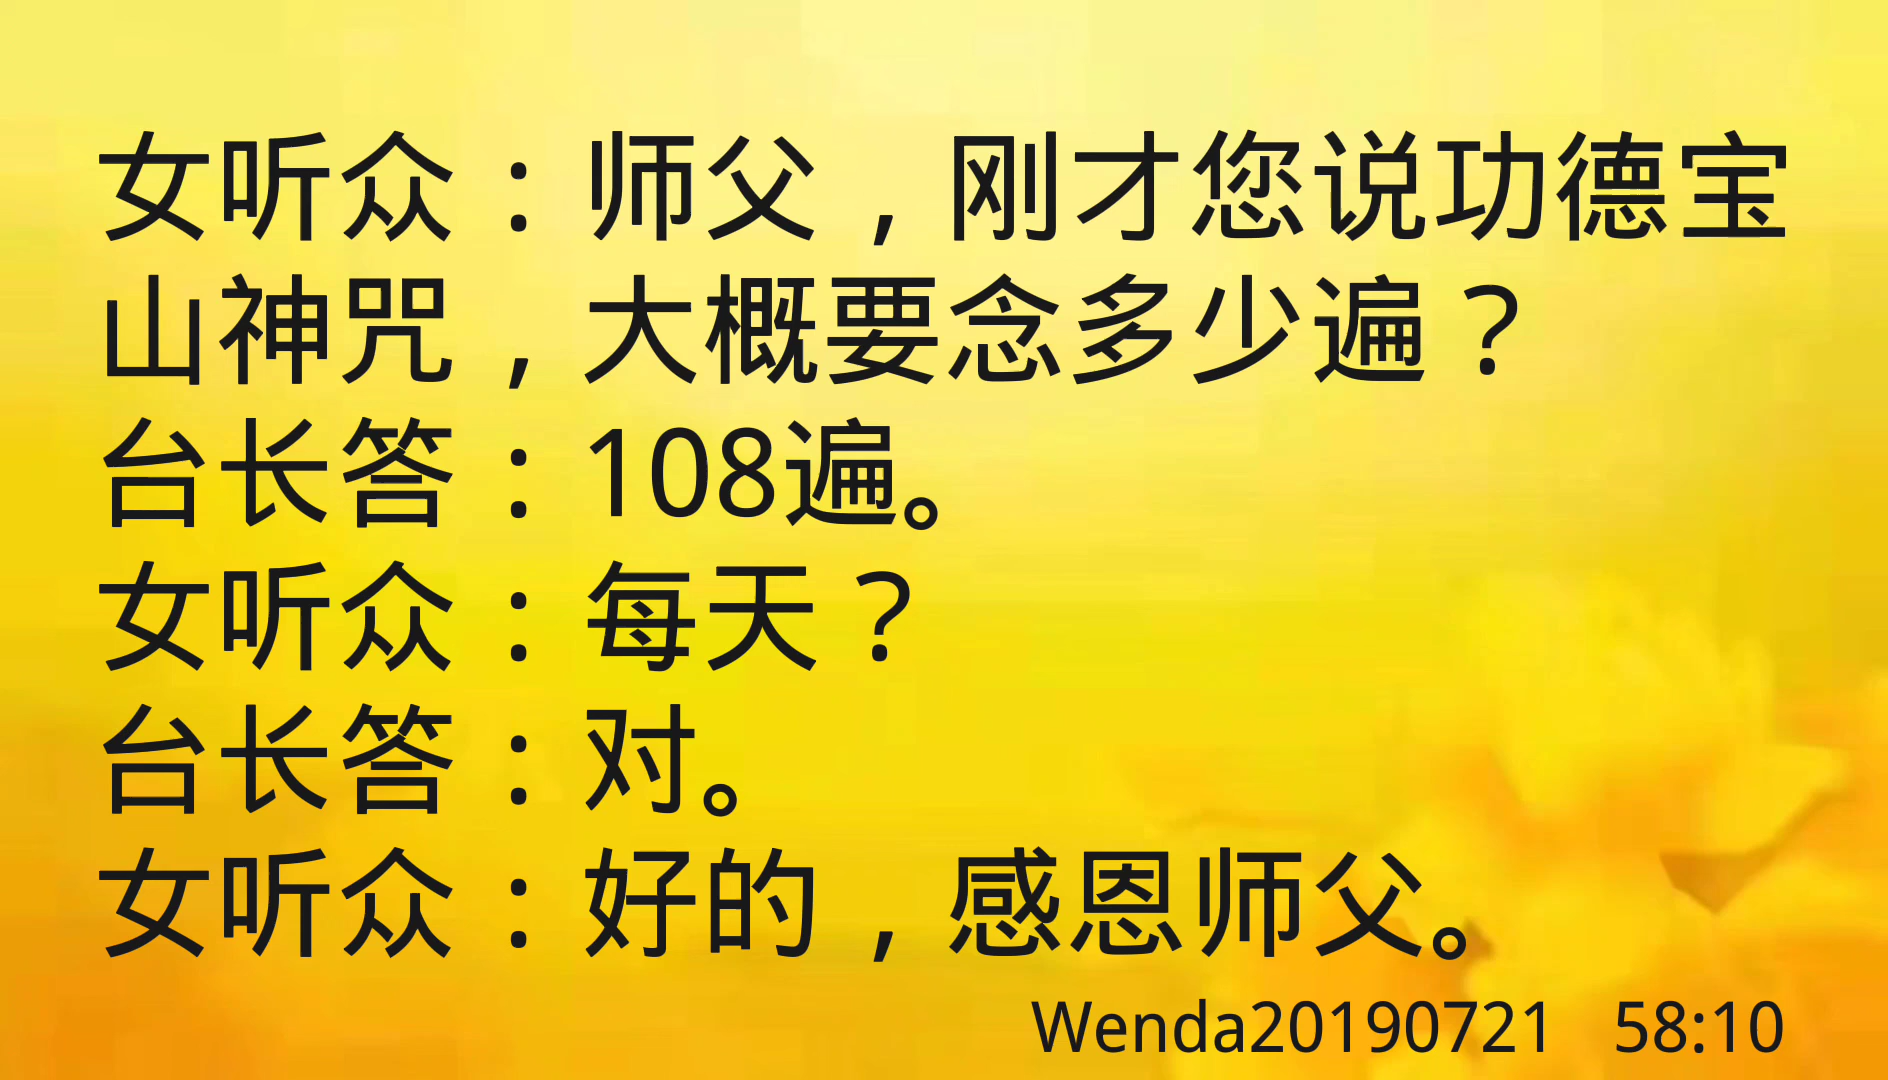 女听众：师父，刚才您说功德宝
山神咒，大概要念多少遍？
台长答：108遍。
女听众：每天？
台长答：对。
女听众：好的，感恩师父。
Wenda20190721 58:10